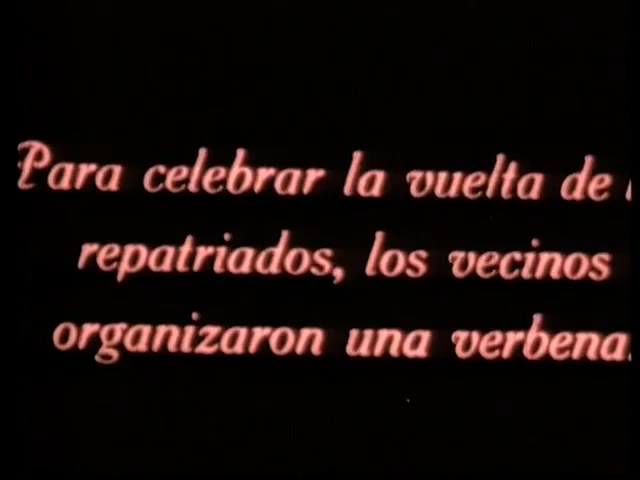 Para celebrar la vuelta de
repatriados, los vecinos
organizaron una verbena.